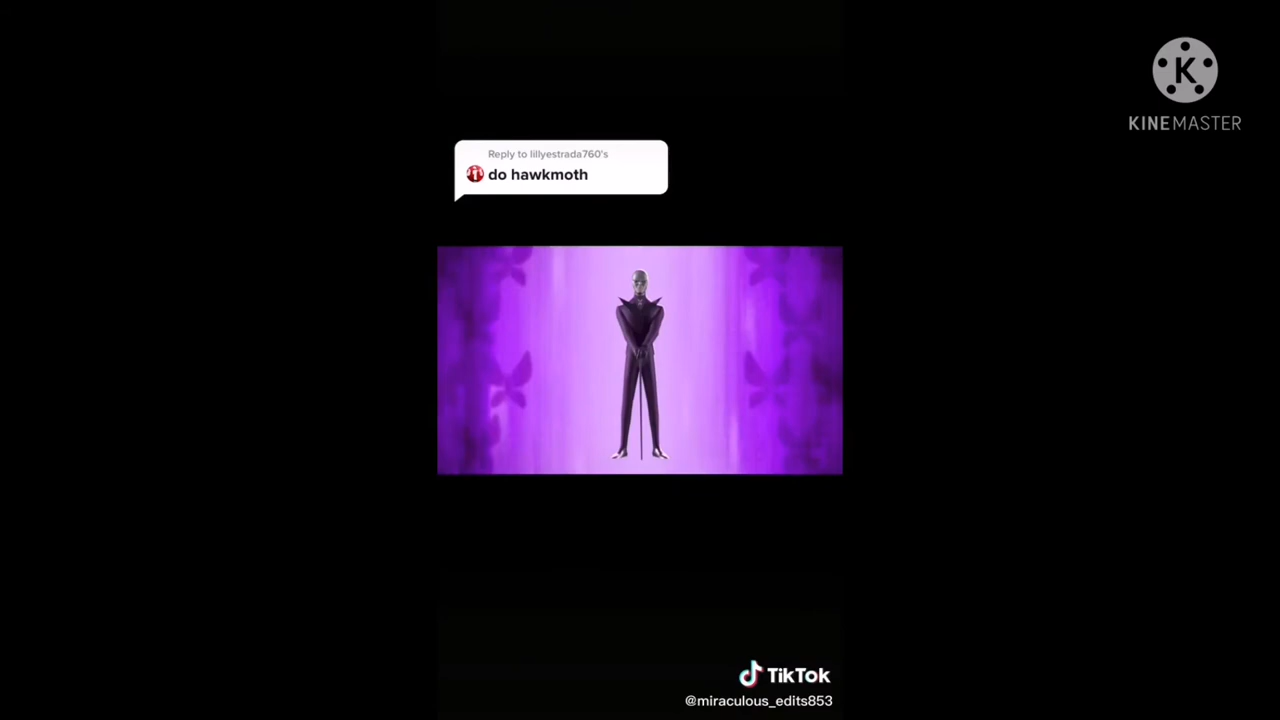 K
KINEMASTER
Reply to lillyestrada760's
do hawkmoth
TikTok
@miraculous_edits853